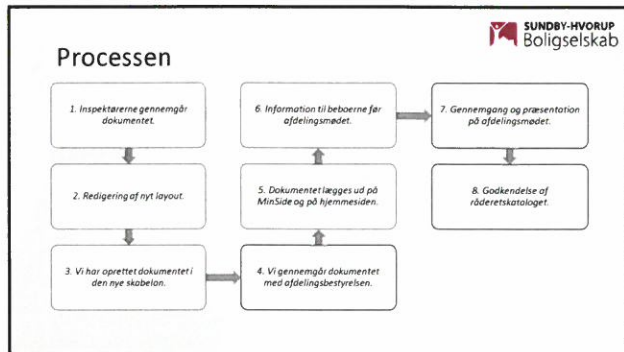 SUNDBY-HVORUP
Boligselskab
Processen
1. Inspektørerne gennemgår
dokumentet.
2. Redigering af nyt layout.
3. Vi har oprettet dokumentet i
den nye skabelon.
4. Vi gennemgår dokumentet
med afdelingsbestyrelsen.
5. Dokumentet lægges ud på
MinSide og på hjemmesiden.
6. Information til beboerne før
afdelingsmødet.
7. Gennemgang og præsentation
på afdelingsmødet.
8. Godkendelse af
råderetskataloget.